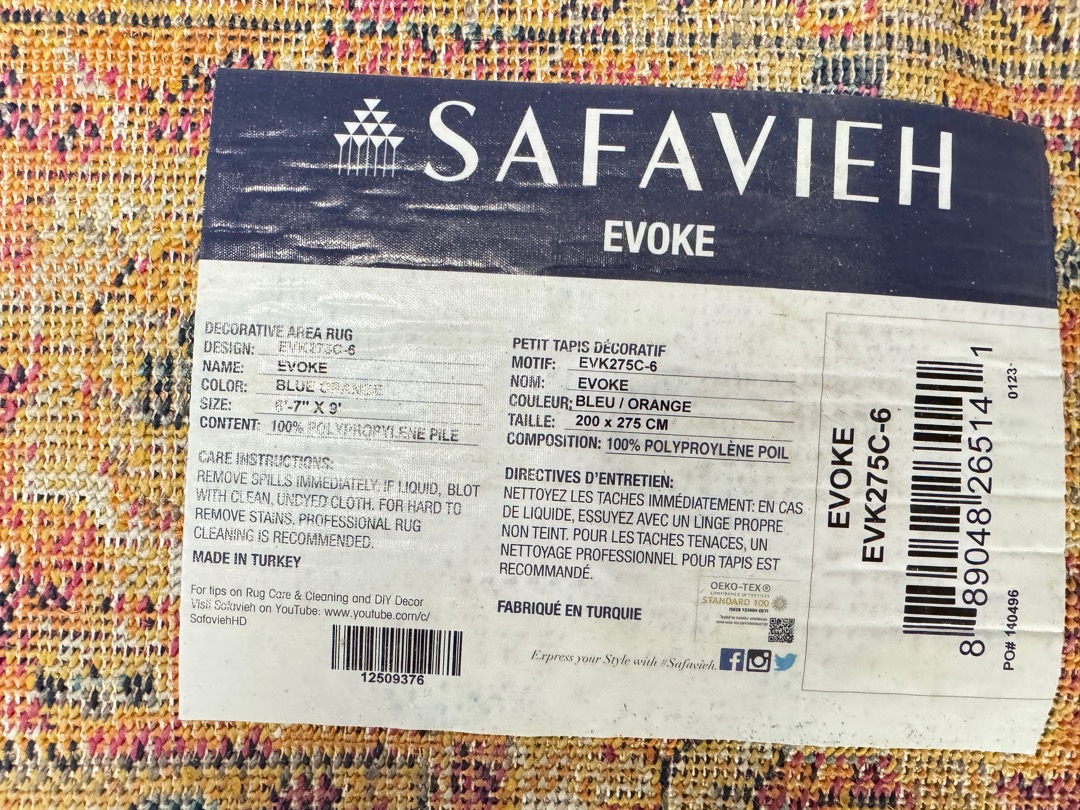 SAFAVIEH
EVOKE
DECORATIVE AREA RUG
DESIGN: EVK275C-6
NAME: EVOKE
COLOR: BLUE ORANGE
SIZE: 6'-7" X 9'
CONTENT: 100% POLYPROPYLENE PILE
CARE INSTRUCTIONS:
REMOVE SPILLS IMMEDIATELY: IF LIQUID, BLOT
WITH CLEAN, UNDYED CLOTH. FOR HARD TO
REMOVE STAINS, PROFESSIONAL RUG
CLEANING IS RECOMMENDED.
MADE IN TURKEY
For tips on Rug Care & Cleaning and DIY Decor
Visit Safavieh on YouTube: www.youtube.com/c/
SafaviehHD
12509376
PETIT TAPIS DÉCORATIF
MOTIF: EVK275C-6
NOM: EVOKE
COULEUR: BLEU / ORANGE
TAILLE: 200 x 275 CM
COMPOSITION: 100% POLYPROYLÈNE POIL
DIRECTIVES D'ENTRETIEN:
NETTOYEZ LES TACHES IMMÉDIATEMENT: EN CAS
DE LIQUIDE, ESSUYEZ AVEC UN LINGE PROPRE
NON TEINT. POUR LES TACHES TENACES, UN
NETTOYAGE PROFESSIONNEL POUR TAPIS EST
RECOMMANDÉ.
FABRIQUÉ EN TURQUIE
OEKO-TEX®
CONFIDENCE IN TEXTILES
STANDARD 100
Express your Style with #Safavieh.
EVOKE
EVK275C-6
8 89048 26514 1
0123-
PO# 140496